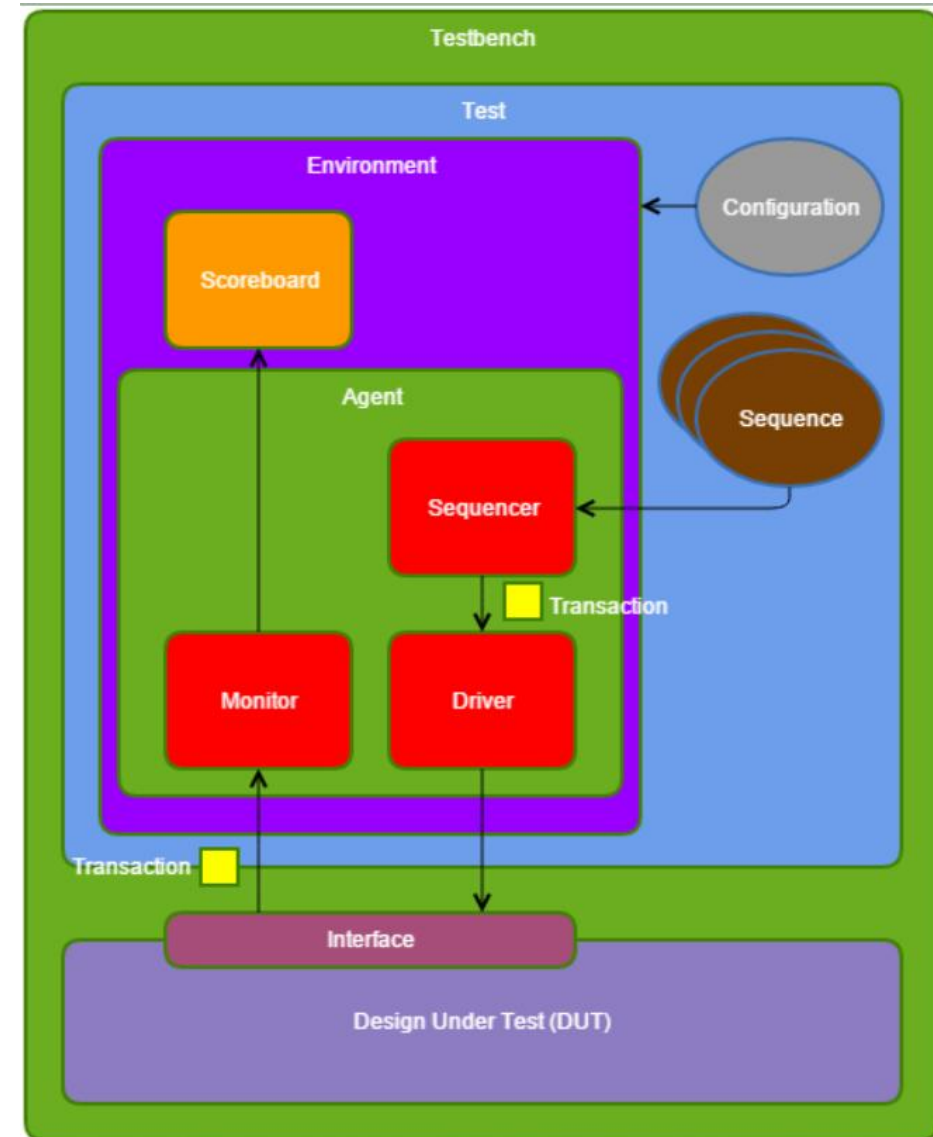 Testbench
Test
Environment
Configuration
Scoreboard
Agent
Sequence
Sequencer
Transaction
Monitor
Driver
Transaction
Interface
Design Under Test (DUT)